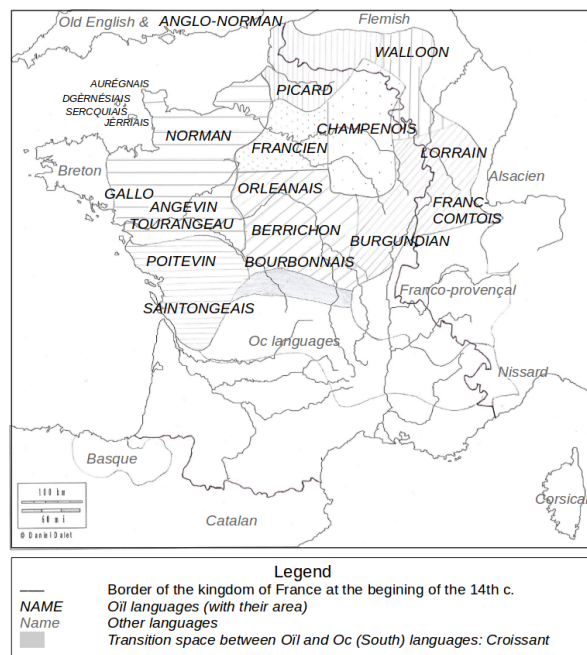 Old English &
ANGLO-NORMAN
Flemish
WALLOON
PICARD
AURÉGNAIS
DGÈRNÉSIAIS
SERCQUIAIS
JÈRRIAIS
NORMAN
CHAMPENOIS
FRANCIEN
LORRAIN
Breton
Alsacien
GALLO
ORLEANAIS
ANGEVIN
FRANC-
COMTOIS
TOURANGEAU
BERRICHON
BURGUNDIAN
POITEVIN
BOURBONNAIS
Franco-provençal
SAINTONGEAIS
Oc languages
Nissard
Basque
Corsical
Catalan
100 km
60 mi
© Daniel Dalet
Legend
Border of the kingdom of France at the begining of the 14th c.
NAME Oïl languages (with their area)
Name Other languages
Transition space between Oïl and Oc (South) languages: Croissant